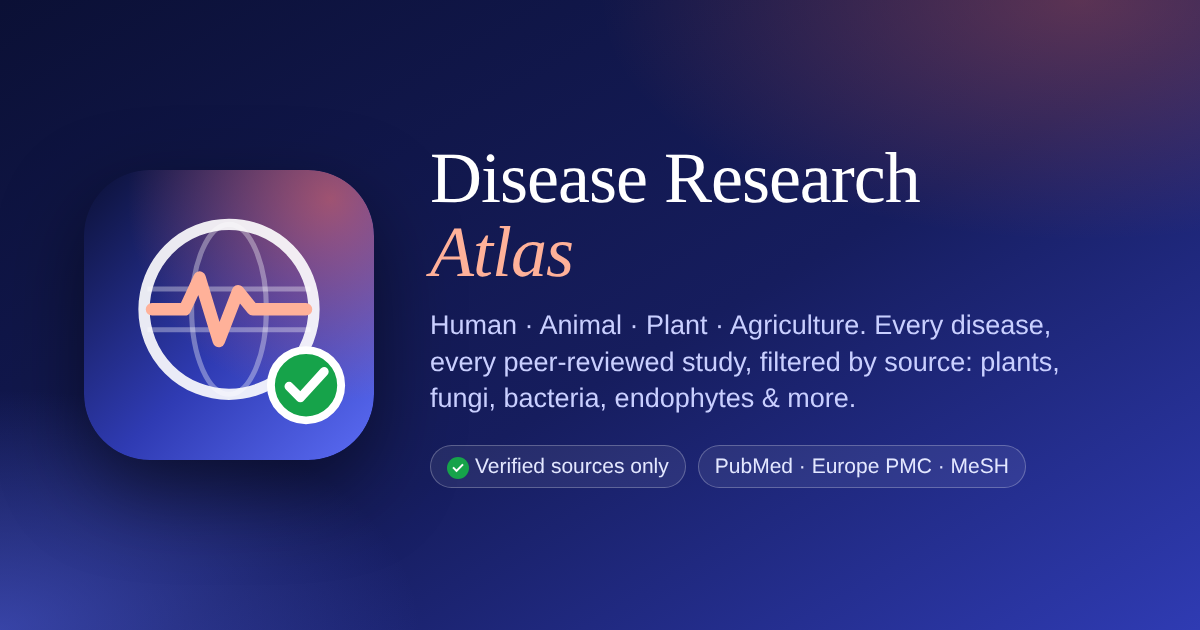 Disease Research
Atlas
Human · Animal · Plant · Agriculture. Every disease,
every peer-reviewed study, filtered by source: plants,
fungi, bacteria, endophytes & more.
Verified sources only
PubMed · Europe PMC · MeSH